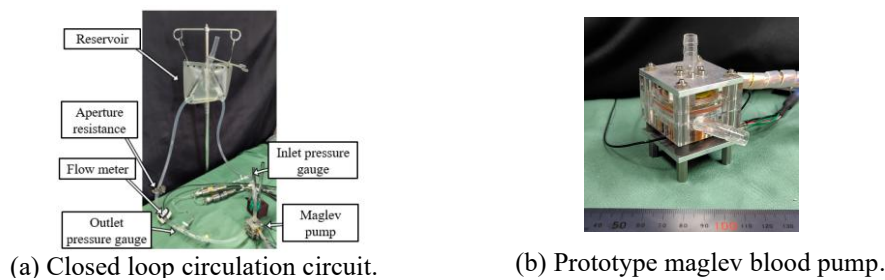 Reservoir
Aperture
resistance
Flow meter
Outlet
pressure gauge
Inlet pressure
gauge
Maglev
pump
(a) Closed loop circulation circuit.
(b) Prototype maglev blood pump.